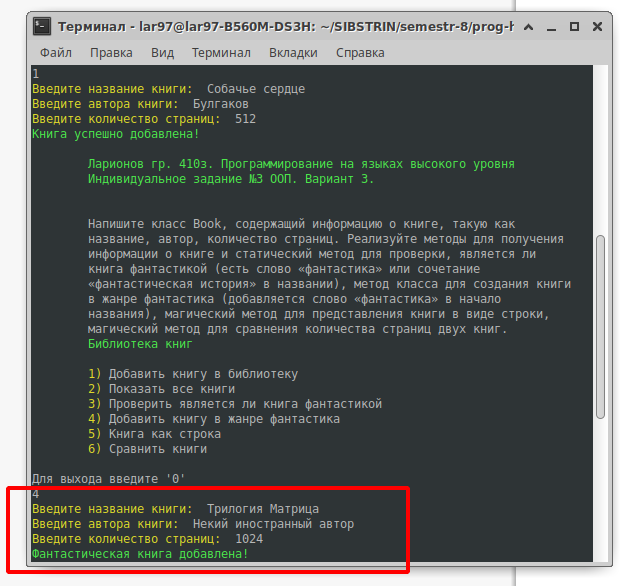 Терминал - lar97@lar97-B560M-DS3H: ~/SIBSTRIN/semestr-8/prog-h
Файл Правка Вид Терминал Вкладки Справка
1
Введите название книги: Собачье сердце
Введите автора книги: Булгаков
Введите количество страниц: 512
Книга успешно добавлена!
Ларионов гр. 410з. Программирование на языках высокого уровня
Индивидуальное задание №3 ООП. Вариант 3.
Напишите класс Book, содержащий информацию о книге, такую как
название, автор, количество страниц. Реализуйте методы для получения
информации о книге и статический метод для проверки, является ли
книга фантастикой (есть слово «фантастика» или сочетание
«фантастическая история» в названии), метод класса для создания книги
в жанре фантастика (добавляется слово «фантастика» в начало
названия), магический метод для представления книги в виде строки,
магический метод для сравнения количества страниц двух книг.
Библиотека книг
1) Добавить книгу в библиотеку
2) Показать все книги
3) Проверить является ли книга фантастикой
4) Добавить книгу в жанре фантастика
5) Книга как строка
6) Сравнить книги
Для выхода введите '0'
4
Введите название книги: Трилогия Матрица
Введите автора книги: Некий иностранный автор
Введите количество страниц: 1024
Фантастическая книга добавлена!